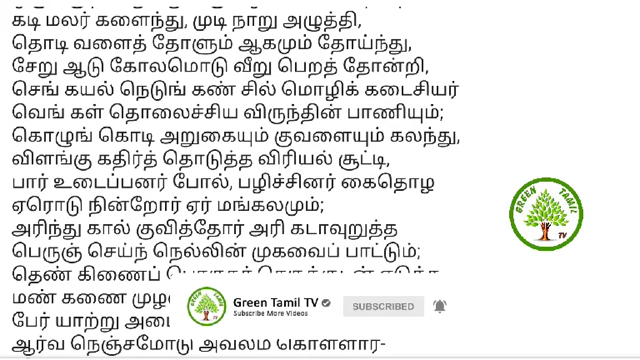 கடி மலர் களைந்து, முடி நாறு அழுத்தி,
தொடி வளைத் தோளும் ஆகமும் தோய்ந்து,
சேறு ஆடு கோலமொடு வீறு பெறத் தோன்றி,
செங் கயல் நெடுங் கண் சில் மொழிக் கடைசியர்
வெங் கள் தொலைச்சிய விருந்தின் பாணியும்;
கொழுங் கொடி அறுகையும் குவளையும் கலந்து,
விளங்கு கதிர்த் தொடுத்த விரியல் சூட்டி,
பார் உடைப்பனர் போல், பழிச்சினர் கைதொழ
ஏரொடு நின்றோர் ஏர் மங்கலமும்;
அரிந்து கால் குவித்தோர் அரி கடாவுறுத்த
பெருஞ் செய்ந் நெல்லின் முகவைப் பாட்டும்;
தெண் கிணைப்
மண் கணை
பேர் யாற்று
ஆர்வ நெஞ்சமோடு அவலம் கொள்ளார்-
GREEN TAMIL TV
Green Tamil TV
Subscribe More Videos
SUBSCRIBED